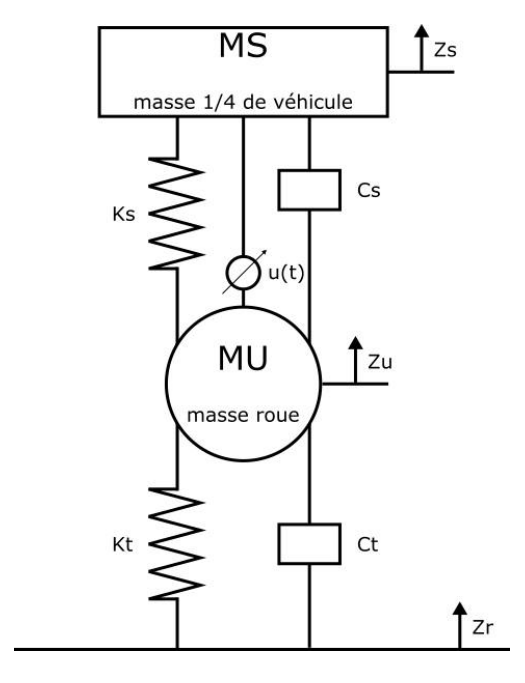 MS
Zs
masse 1/4 de véhicule
Ks
Cs
u(t)
MU
Zu
masse roue
Kt
Ct
Zr